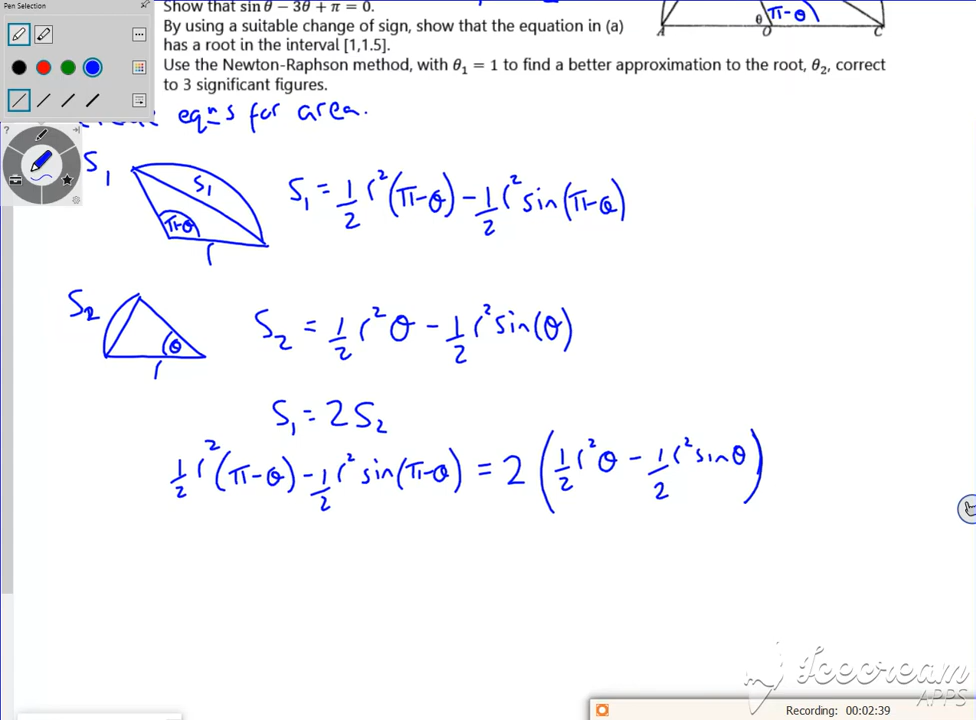 Pen Selection
Show that sin θ − 3θ + π = 0.
By using a suitable change of sign, show that the equation in (a)
has a root in the interval [1,1.5].
Use the Newton-Raphson method, with θ₁ = 1 to find a better approximation to the root, θ₂, correct
to 3 significant figures.
θ π-θ
A O C
eqⁿs for area.
S₁ S₁ π-θ r
S₁ = ½r²(π-θ) - ½r² sin(π-θ)
S₂ θ r
S₂ = ½r²θ - ½r² sin(θ)
S₁ = 2S₂
½r²(π-θ) - ½r² sin(π-θ) = 2(½r²θ - ½r² sinθ)
Icecream
APPS
Recording: 00:02:39